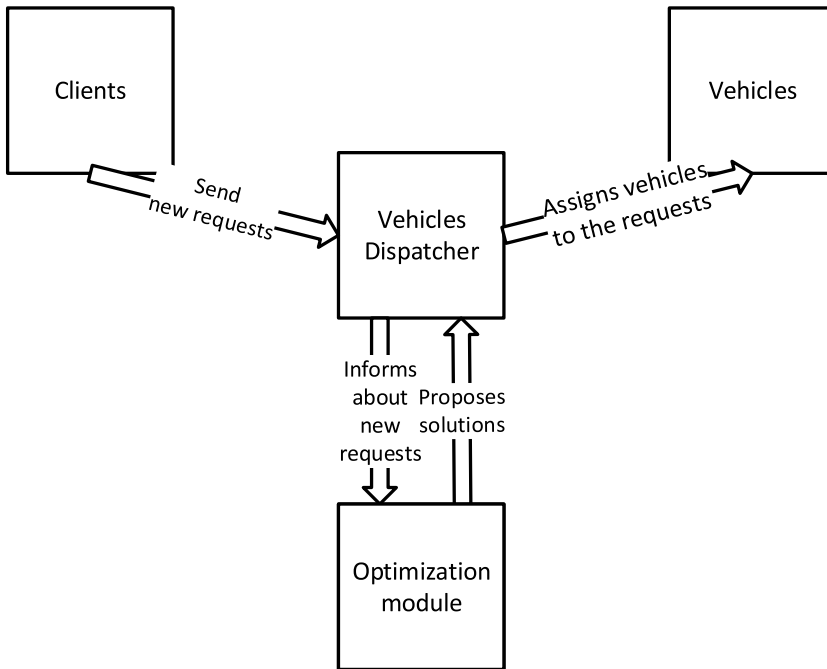 Clients
Vehicles
Send
new requests
Vehicles
Dispatcher
Assigns vehicles
to the requests
Informs
about
new
requests
Proposes
solutions
Optimization
module